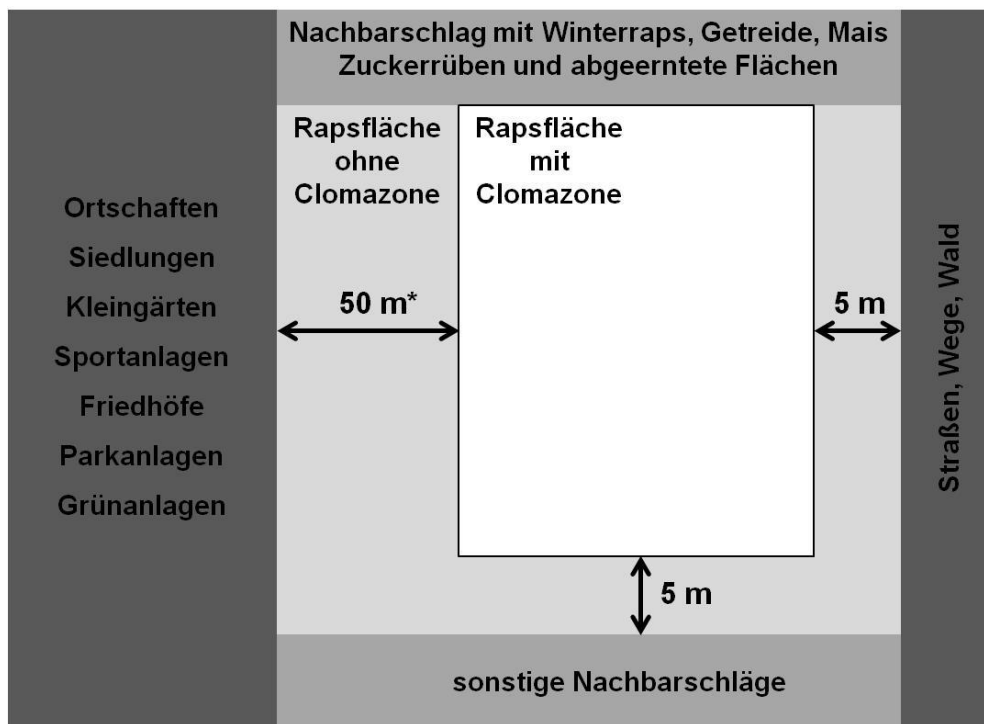 Nachbarschlag mit Winterraps, Getreide, Mais
Zuckerrüben und abgeerntete Flächen
Rapsfläche
ohne
Clomazone
Rapsfläche
mit
Clomazone
Ortschaften
Siedlungen
Kleingärten
Sportanlagen
Friedhöfe
Parkanlagen
Grünanlagen
50 m*
5 m
Straßen, Wege, Wald
5 m
sonstige Nachbarschläge